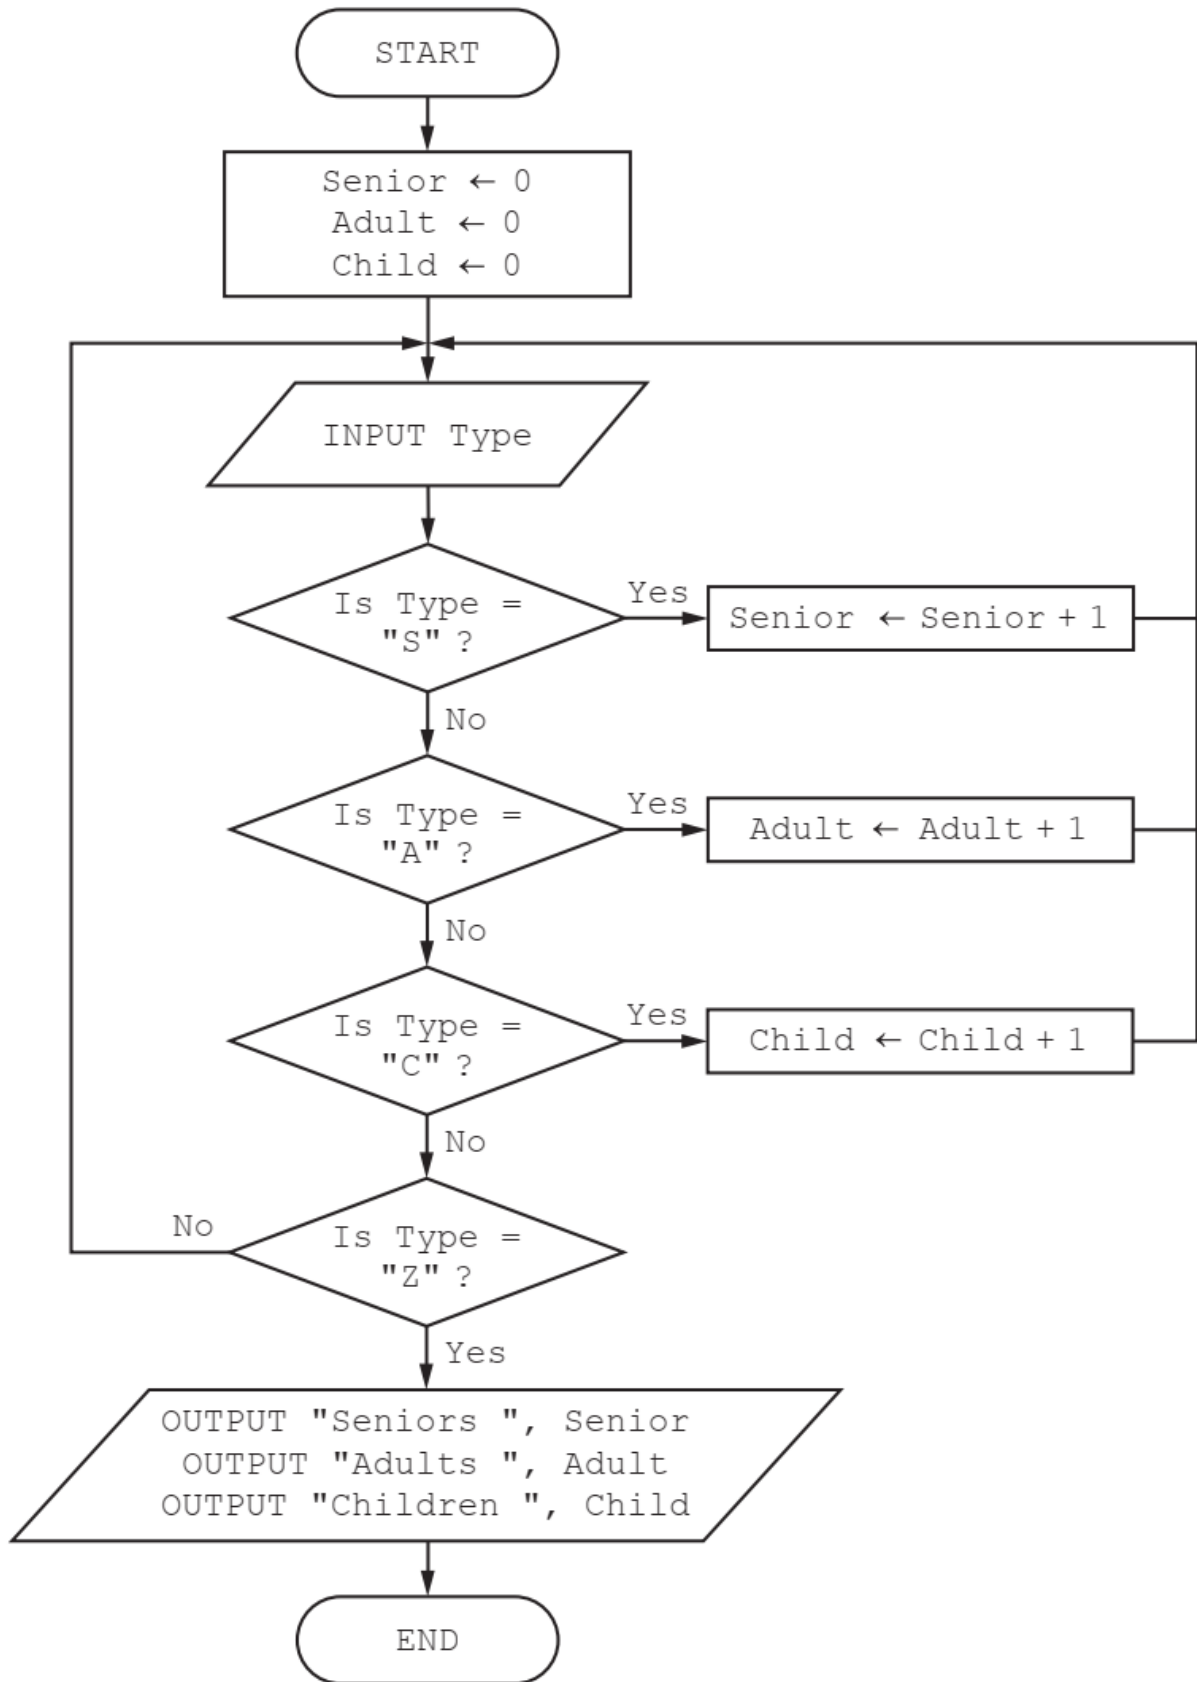 START
Senior ← 0
Adult ← 0
Child ← 0
INPUT Type
Is Type =
"S" ?
Yes
Senior ← Senior + 1
No
Is Type =
"A" ?
Yes
Adult ← Adult + 1
No
Is Type =
"C" ?
Yes
Child ← Child + 1
No
Is Type =
"Z" ?
No
Yes
OUTPUT "Seniors ", Senior
OUTPUT "Adults ", Adult
OUTPUT "Children ", Child
END